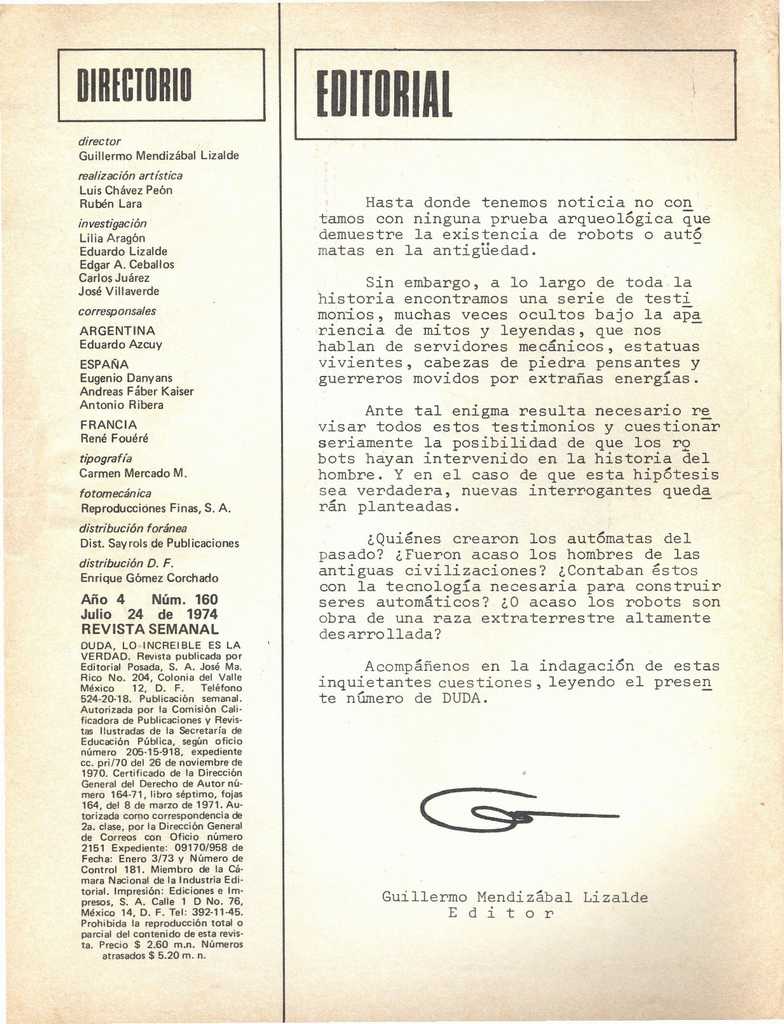 DIRECTORIO
director
Guillermo Mendizábal Lizalde
realización artística
Luis Chávez Peón
Rubén Lara
investigación
Lilia Aragón
Eduardo Lizalde
Edgar A. Ceballos
Carlos Juárez
José Villaverde
corresponsales
ARGENTINA
Eduardo Azcuy
ESPAÑA
Eugenio Danyans
Andreas Fáber Kaiser
Antonio Ribera
FRANCIA
René Fouéré
tipografía
Carmen Mercado M.
fotomecánica
Reproducciones Finas, S. A.
distribución foránea
Dist. Sayrols de Publicaciones
distribución D. F.
Enrique Gómez Corchado
Año 4 Núm. 160
Julio 24 de 1974
REVISTA SEMANAL
DUDA, LO INCREIBLE ES LA
VERDAD. Revista publicada por
Editorial Posada, S. A. José Ma.
Rico No. 204, Colonia del Valle
México 12, D. F. Teléfono
524-20-18. Publicación semanal.
Autorizada por la Comisión Cali-
ficadora de Publicaciones y Revis-
tas Ilustradas de la Secretaría de
Educación Pública, según oficio
número 205-15-918, expediente
cc. pri/70 del 26 de noviembre de
1970. Certificado de la Dirección
General del Derecho de Autor nú-
mero 164-71, libro séptimo, fojas
164, del 8 de marzo de 1971. Au-
torizada como correspondencia de
2a. clase, por la Dirección General
de Correos con Oficio número
2151 Expediente: 09170/958 de
Fecha: Enero 3/73 y Número de
Control 181. Miembro de la Cá-
mara Nacional de la Industria Edi-
torial. Impresión: Ediciones e Im-
presos, S. A. Calle 1 D No. 76,
México 14, D. F. Tel: 392-11-45.
Prohibida la reproducción total o
parcial del contenido de esta revis-
ta. Precio $ 2.60 m.n. Números
atrasados $ 5.20 m. n.
EDITORIAL
Hasta donde tenemos noticia no con
tamos con ninguna prueba arqueológica que
demuestre la existencia de robots o autó
matas en la antigüedad.
Sin embargo, a lo largo de toda la
historia encontramos una serie de testi
monios, muchas veces ocultos bajo la apa
riencia de mitos y leyendas, que nos
hablan de servidores mecánicos, estatuas
vivientes, cabezas de piedra pensantes y
guerreros movidos por extrañas energías.
Ante tal enigma resulta necesario re
visar todos estos testimonios y cuestionar
seriamente la posibilidad de que los ro
bots hayan intervenido en la historia del
hombre. Y en el caso de que esta hipótesis
sea verdadera, nuevas interrogantes queda
rán planteadas.
¿Quiénes crearon los autómatas del
pasado? ¿Fueron acaso los hombres de las
antiguas civilizaciones? ¿Contaban éstos
con la tecnología necesaria para construir
seres automáticos? ¿O acaso los robots son
obra de una raza extraterrestre altamente
desarrollada?
Acompáñenos en la indagación de estas
inquietantes cuestiones, leyendo el presen
te número de DUDA.
Guillermo Mendizábal Lizalde
E d i t o r